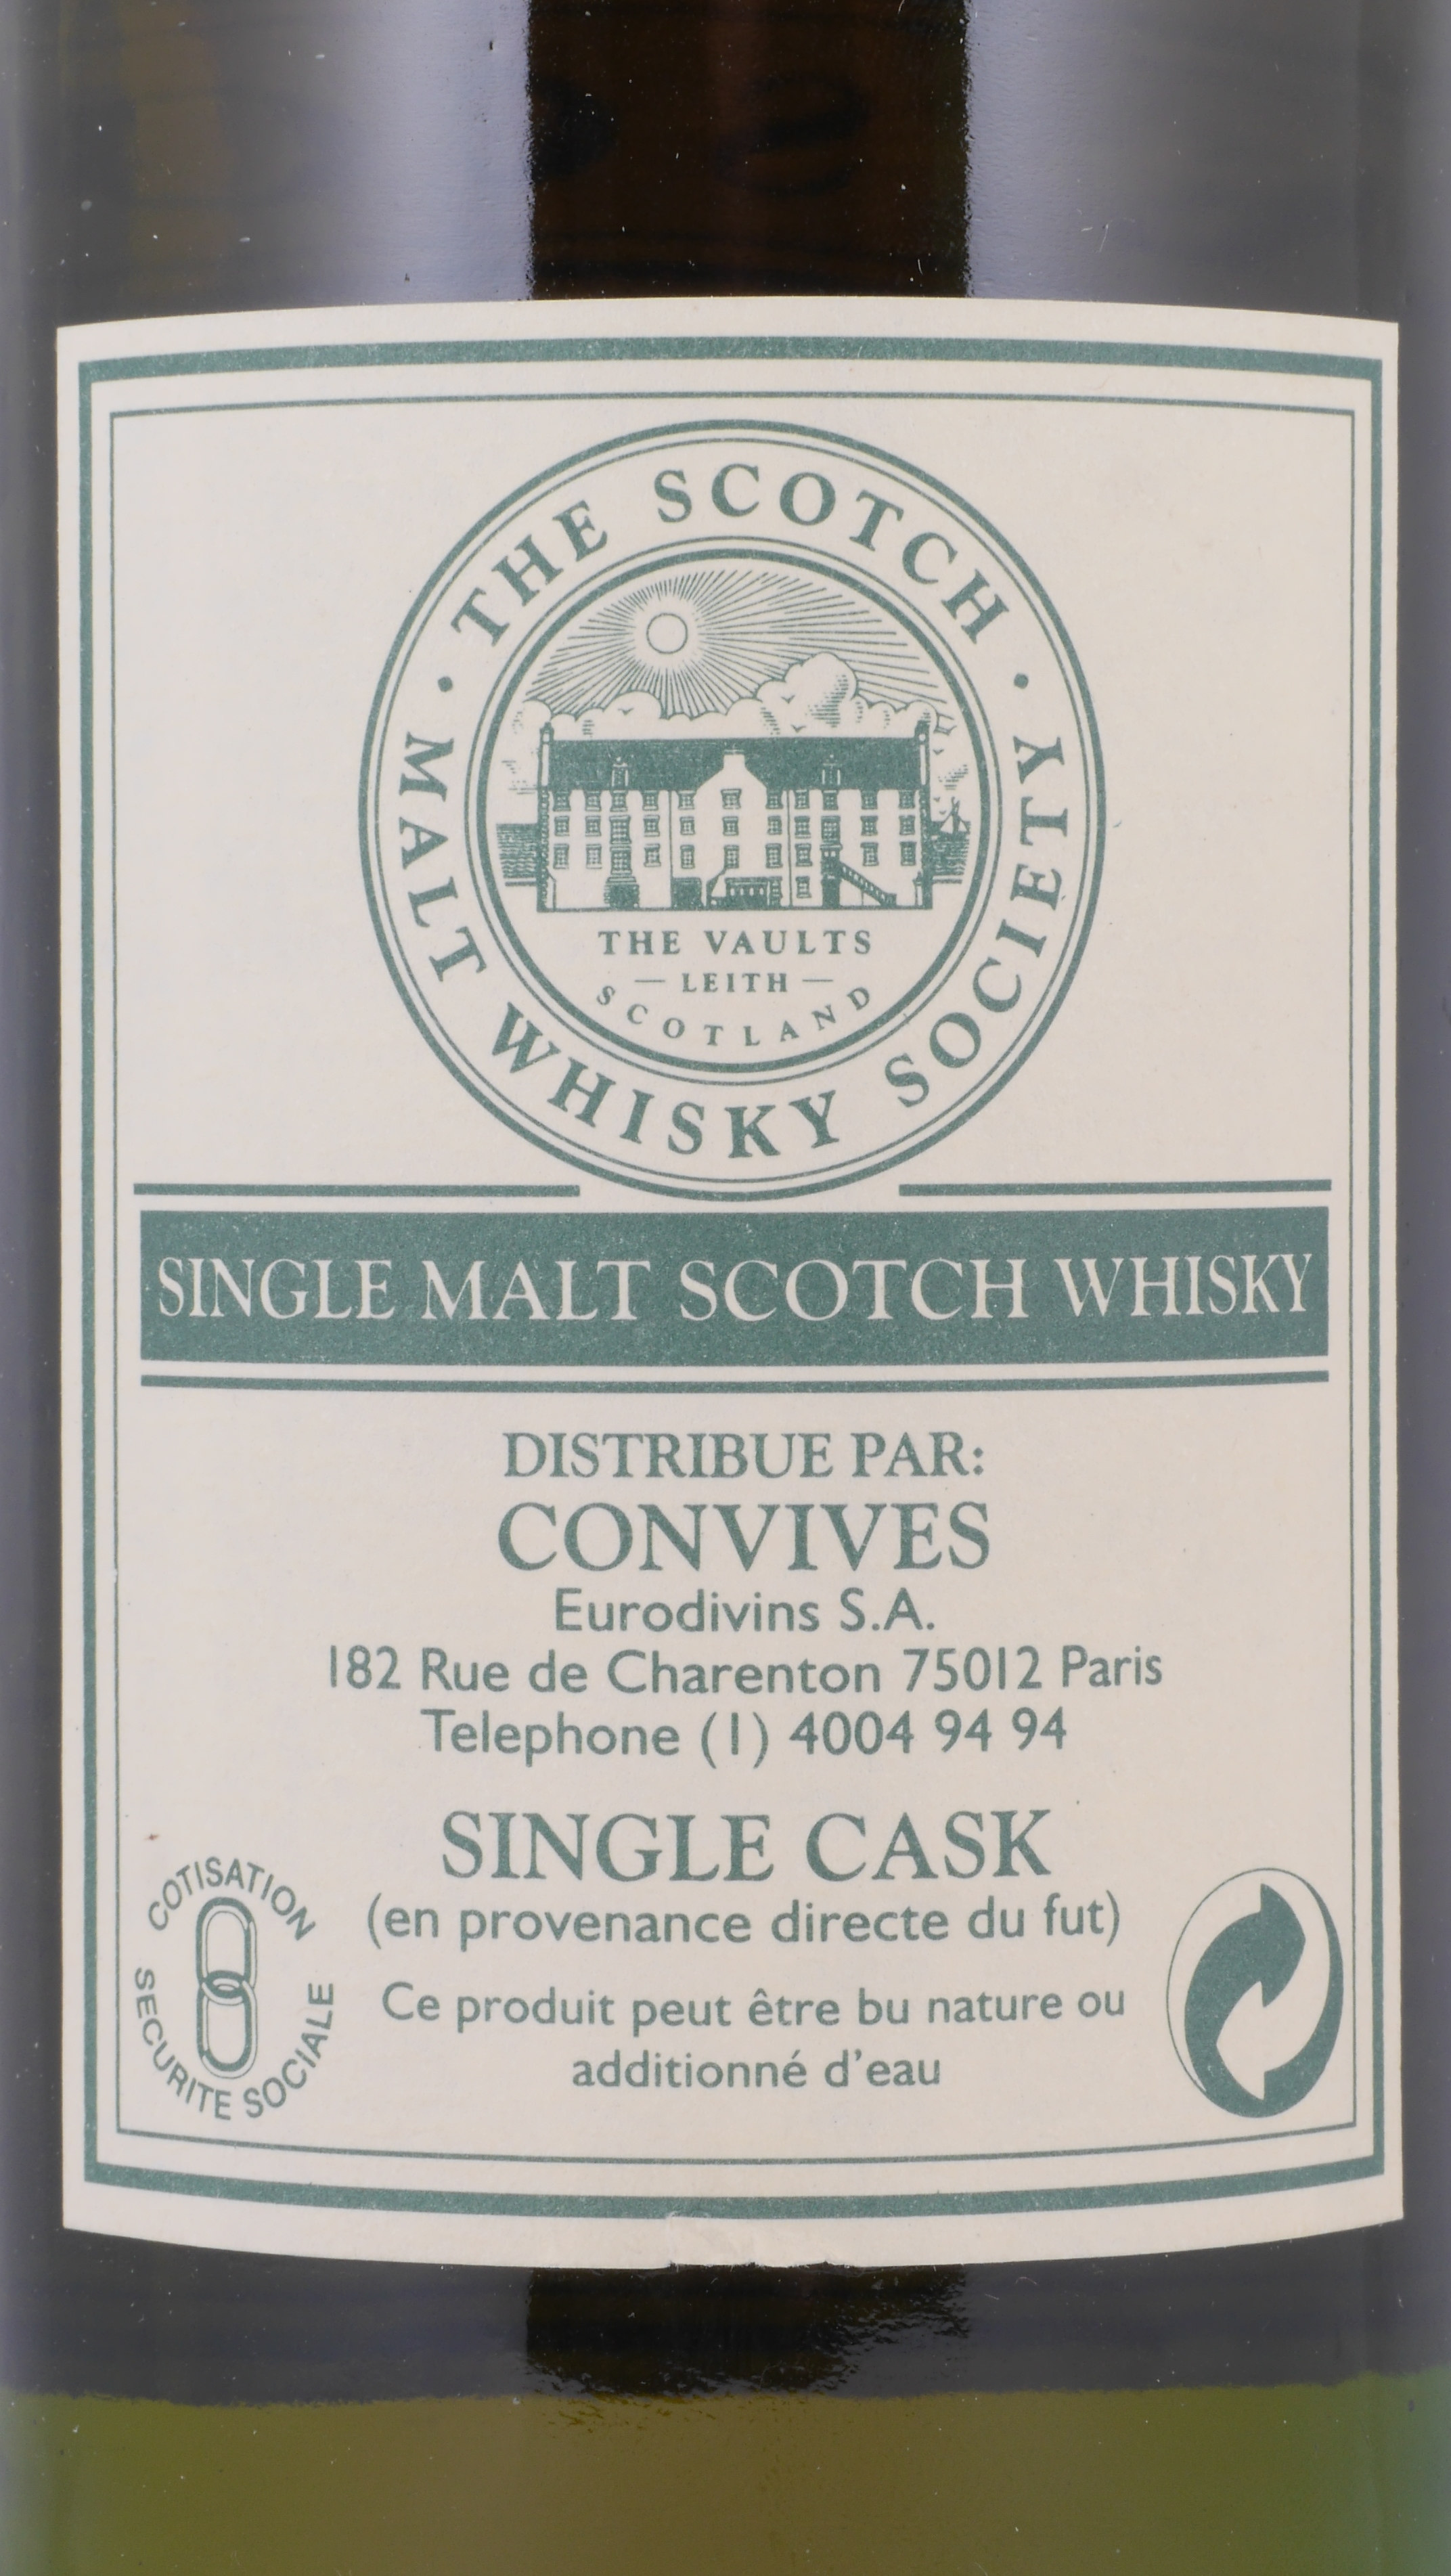 · THE SCOTCH ·
MALT WHISKY SOCIETY
THE VAULTS
— LEITH —
SCOTLAND
SINGLE MALT SCOTCH WHISKY
DISTRIBUE PAR:
CONVIVES
Eurodivins S.A.
182 Rue de Charenton 75012 Paris
Telephone (1) 4004 94 94
SINGLE CASK
(en provenance directe du fut)
Ce produit peut être bu nature ou
additionné d'eau
COTISATION
SECURITE SOCIALE